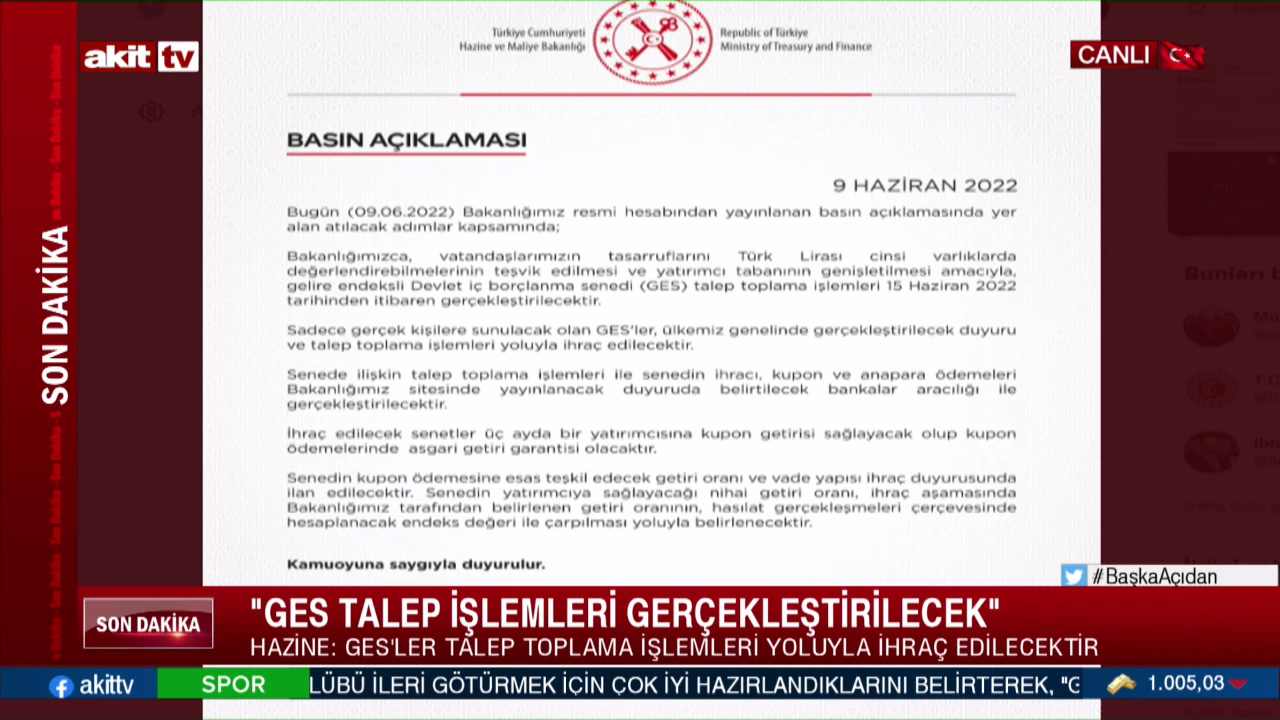 Türkiye Cumhuriyeti
Hazine ve Maliye Bakanlığı
Republic of Türkiye
Ministry of Treasury and Finance
akit tv
CANLI
BASIN AÇIKLAMASI
9 HAZİRAN 2022
Bugün (09.06.2022) Bakanlığımız resmi hesabından yayınlanan basın açıklamasında yer
alan atılacak adımlar kapsamında;
Bakanlığımızca, vatandaşlarımızın tasarruflarını Türk Lirası cinsi varlıklarda
değerlendirebilmelerinin teşvik edilmesi ve yatırımcı tabanının genişletilmesi amacıyla,
gelire endeksli Devlet iç borçlanma senedi (GES) talep toplama işlemleri 15 Haziran 2022
tarihinden itibaren gerçekleştirilecektir.
Sadece gerçek kişilere sunulacak olan GES'ler, ülkemiz genelinde gerçekleştirilecek duyuru
ve talep toplama işlemleri yoluyla ihraç edilecektir.
Senede ilişkin talep toplama işlemleri ile senedin ihracı, kupon ve anapara ödemeleri
Bakanlığımız sitesinde yayınlanacak duyuruda belirtilecek bankalar aracılığı ile
gerçekleştirilecektir.
İhraç edilecek senetler üç ayda bir yatırımcısına kupon getirisi sağlayacak olup kupon
ödemelerinde asgari getiri garantisi olacaktır.
Senedin kupon ödemesine esas teşkil edecek getiri oranı ve vade yapısı ihraç duyurusunda
ilan edilecektir. Senedin yatırımcıya sağlayacağı nihai getiri oranı, ihraç aşamasında
Bakanlığımız tarafından belirlenen getiri oranının, hasılat gerçekleşmeleri çerçevesinde
hesaplanacak endeks değeri ile çarpılması yoluyla belirlenecektir.
Kamuoyuna saygıyla duyurulur.
SON DAKİKA
Bunları
#BaşkaAçıdan
SON DAKİKA
"GES TALEP İŞLEMLERİ GERÇEKLEŞTİRİLECEK"
HAZİNE: GES'LER TALEP TOPLAMA İŞLEMLERİ YOLUYLA İHRAÇ EDİLECEKTİR
akittv
SPOR
LÜBÜ İLERİ GÖTÜRMEK İÇİN ÇOK İYİ HAZIRLANDIKLARINI BELİRTEREK, "G
1.005,03